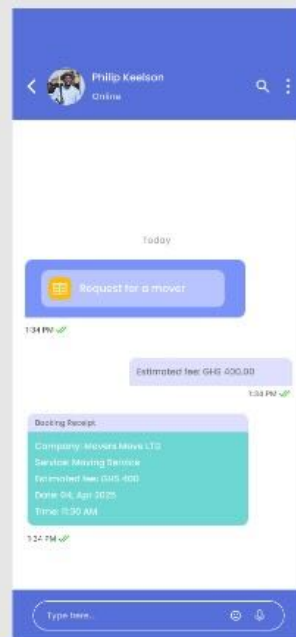 Philip Keelson
Online
Today
Request for a mover
1:34 PM
Estimated fee: GHS 400.00
1:34 PM
Booking Receipt
Company: Movers Move LTD
Service: Moving Service
Estimated fee: GHS 400
Date: 04, Apr 2025
Time: 11:30 AM
1:34 PM
Type here..